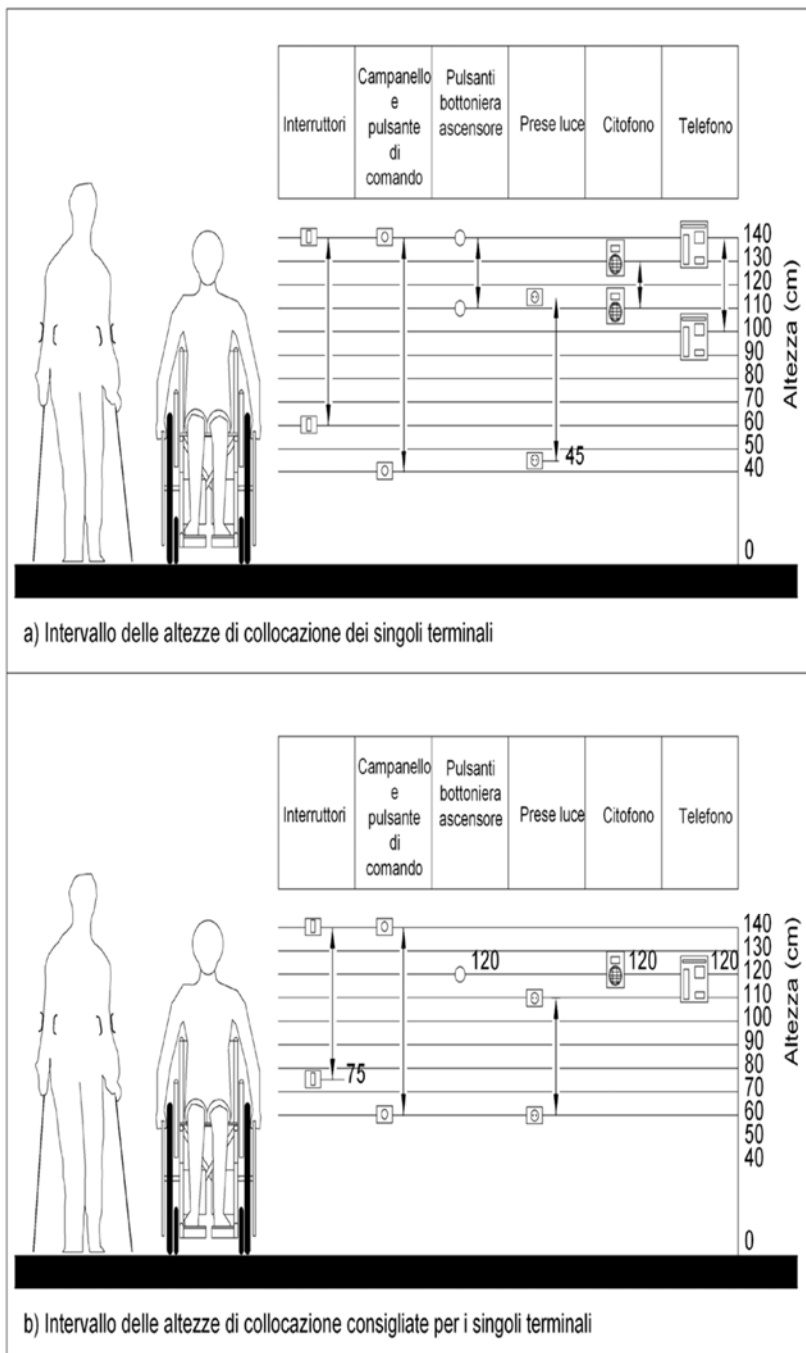 Interruttori
Campanello
e
pulsante
di
comando
Pulsanti
bottoniera
ascensore
Prese luce
Citofono
Telefono
140
130
120
110
100
90
80
70
60
50
40
0
45
Altezza (cm)
a) Intervallo delle altezze di collocazione dei singoli terminali
Interruttori
Campanello
e
pulsante
di
comando
Pulsanti
bottoniera
ascensore
Prese luce
Citofono
Telefono
120
120
120
75
140
130
120
110
100
90
80
70
60
50
40
0
Altezza (cm)
b) Intervallo delle altezze di collocazione consigliate per i singoli terminali